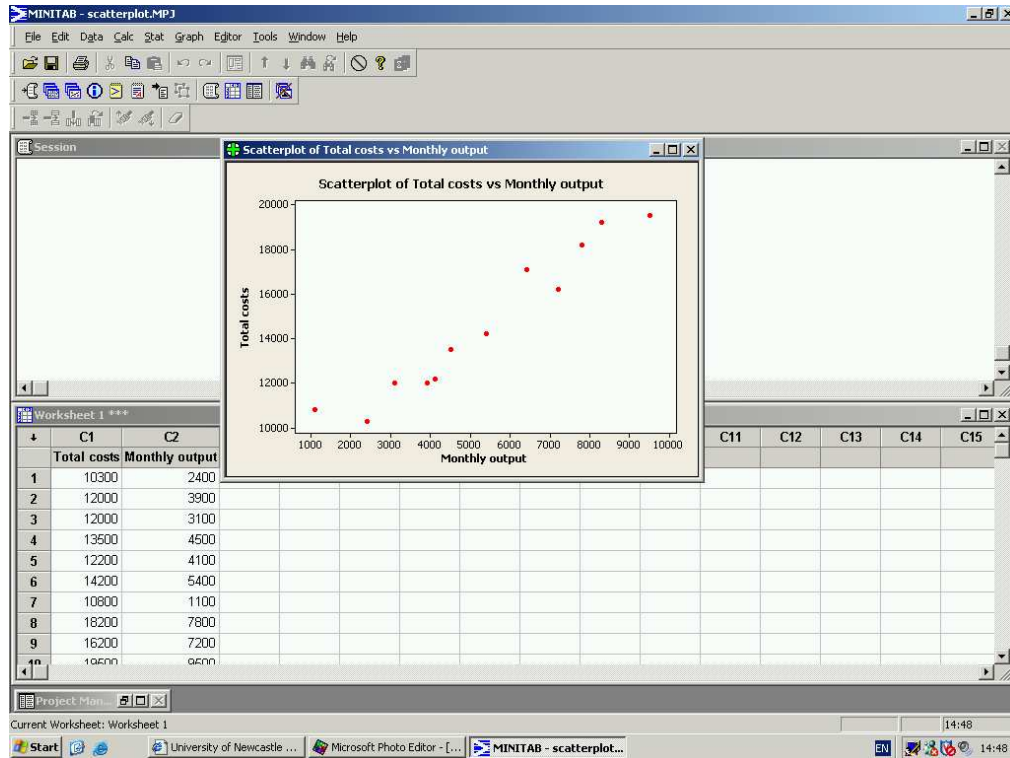 MINITAB - scatterplot.MPJ
File Edit Data Calc Stat Graph Editor Tools Window Help
Session
Scatterplot of Total costs vs Monthly output
Scatterplot of Total costs vs Monthly output
20000
18000
16000
14000
12000
10000
Total costs
1000 2000 3000 4000 5000 6000 7000 8000 9000 10000
Monthly output
Worksheet 1 ***
C1 C2 C11 C12 C13 C14 C15
Total costs Monthly output
1 10300 2400
2 12000 3900
3 12000 3100
4 13500 4500
5 12200 4100
6 14200 5400
7 10800 1100
8 18200 7800
9 16200 7200
10 19500 9500
Project Man...
Current Worksheet: Worksheet 1 14:48
Start University of Newcastle ... Microsoft Photo Editor - [... MINITAB - scatterplot... EN 14:48